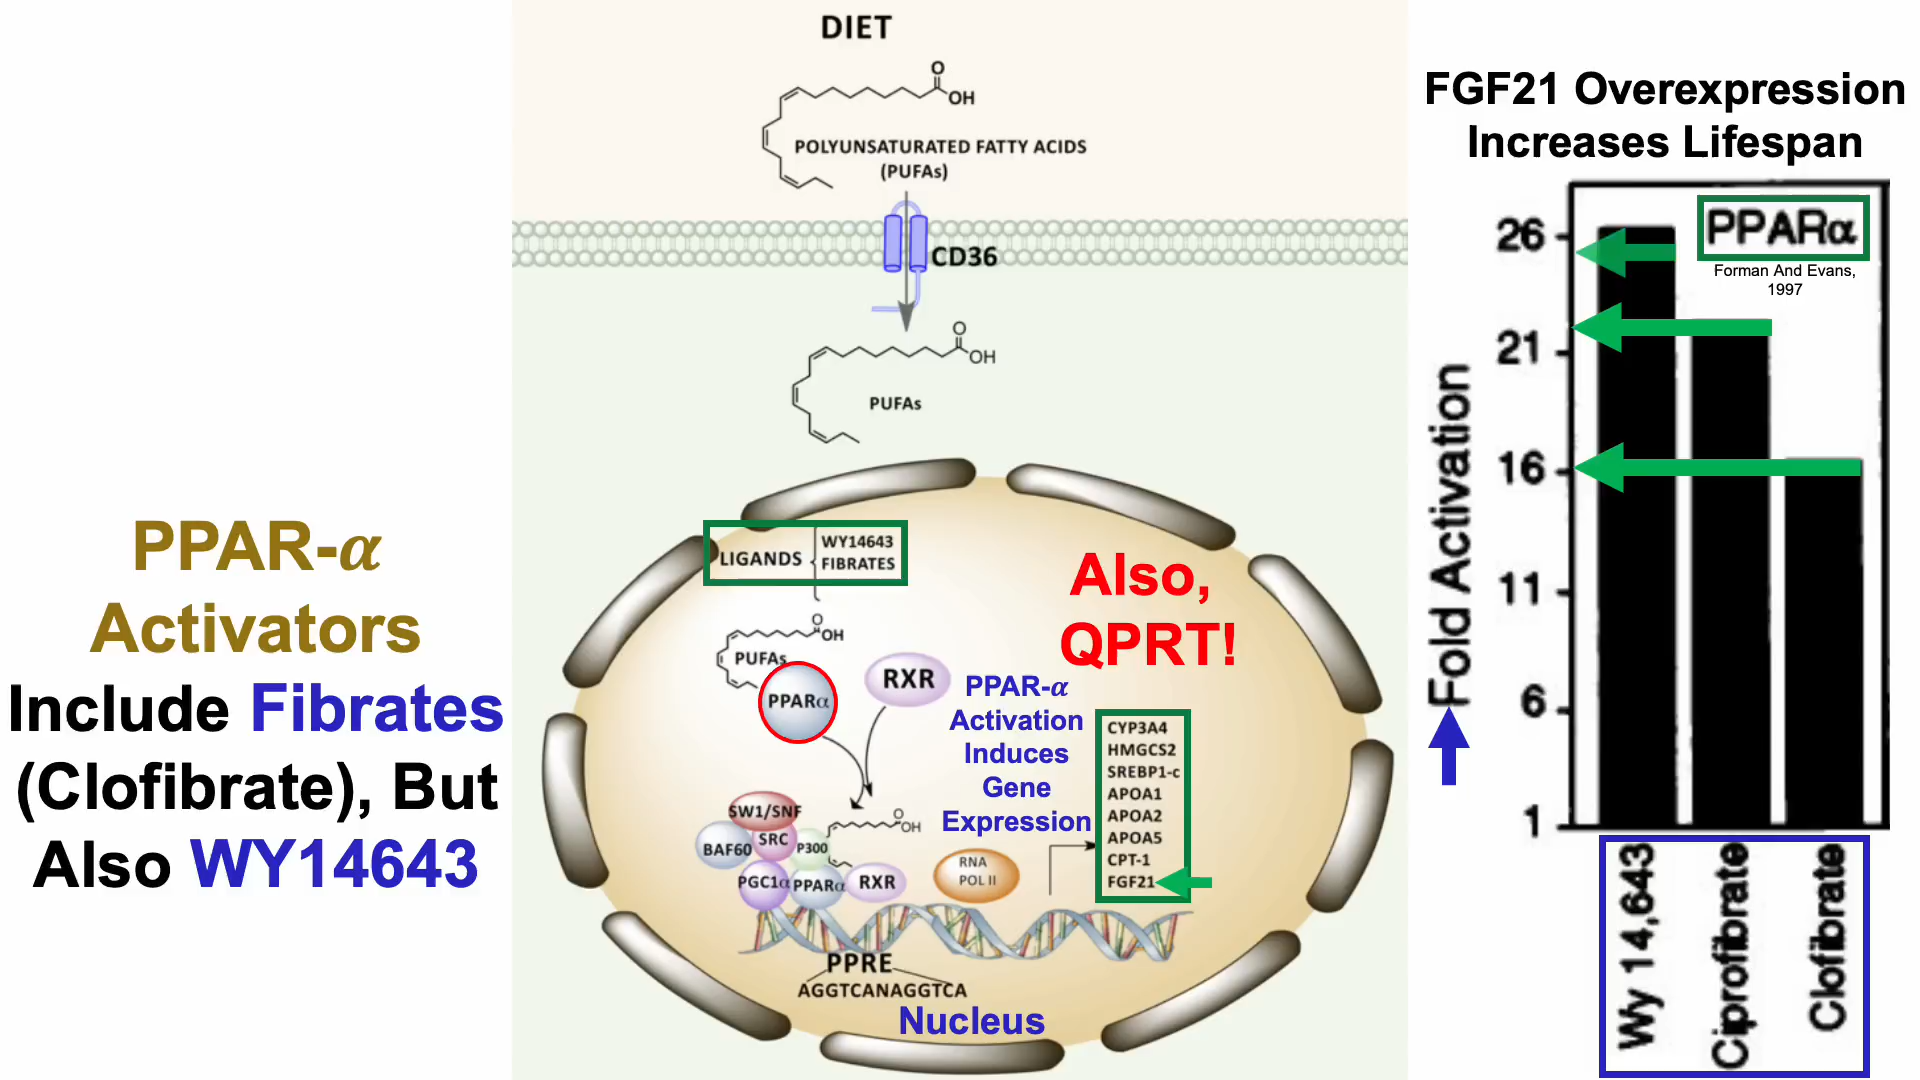 PPAR-α
Activators
Include Fibrates
(Clofibrate), But
Also WY14643
DIET
O
OH
POLYUNSATURATED FATTY ACIDS
(PUFAs)
CD36
O
OH
PUFAs
LIGANDS
WY14643
FIBRATES
O
OH
PUFAs
PPARα
RXR
Also,
QPRT!
PPAR-α
Activation
Induces
Gene
Expression
CYP3A4
HMGCS2
SREBP1-c
APOA1
APOA2
APOA5
CPT-1
FGF21
SW1/SNF
BAF60
SRC
P300
O
OH
PGC1α
PPARα
RXR
RNA
POL II
PPRE
AGGTCANAGGTCA
Nucleus
FGF21 Overexpression
Increases Lifespan
PPARα
Forman And Evans,
1997
Fold Activation
26
21
16
11
6
1
Wy 14,643
Ciprofibrate
Clofibrate